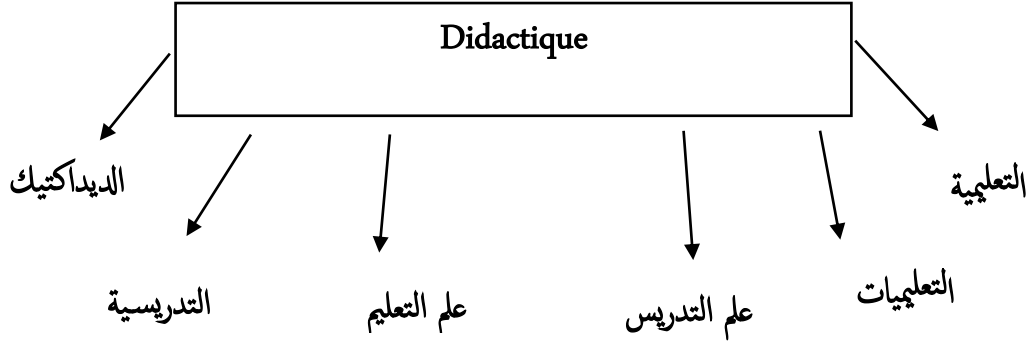 Didactique
التعليمية
الديداكتيك
التعليميات
علم التدريس
علم التعليم
التدريسية